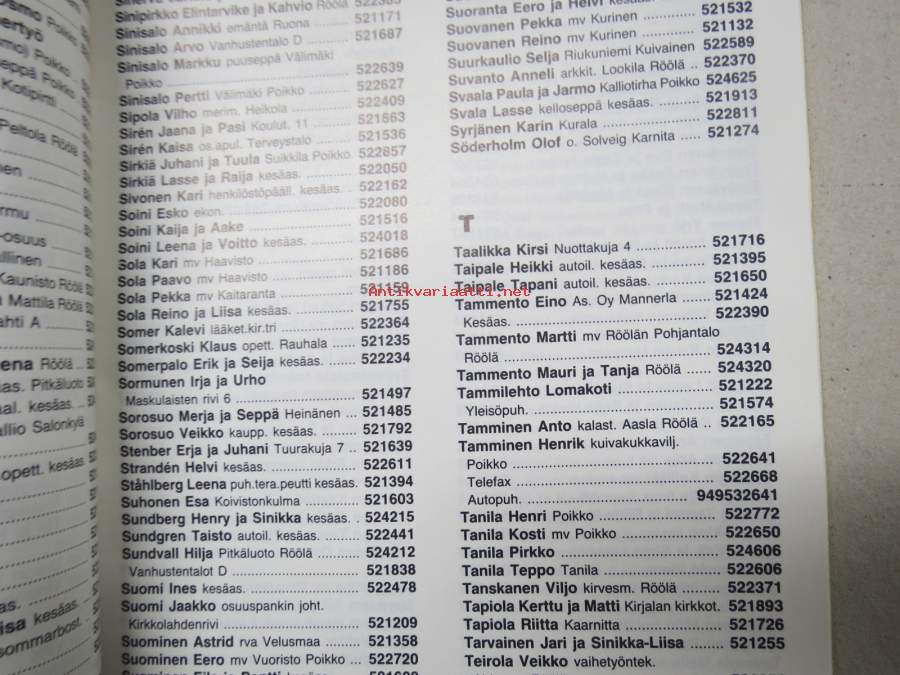 Sinipirkko Elintarvike ja Kahvio Röölä
Sinisalo Annikki emäntä Ruona ... 521171
Sinisalo Arvo Vanhustentalo D ... 521687
Sinisalo Markku puuseppä Välimäki
Poikko ... 522639
Sinisalo Pertti Välimäki Poikko ... 522627
Sipola Vilho merim. Heikola ... 522409
Sirén Jaana ja Pasi Koulut. 11 ... 521663
Sirén Kaisa os.apul. Terveystalo ... 521536
Sirkiä Juhani ja Tuula Suikkila Poikko 522857
Sirkiä Lasse ja Raija kesäas. ... 522050
Sivonen Kari henkilöstöpääll. kesäas. .. 522162
Soini Esko ekon. ... 522080
Soini Kaija ja Aake ... 521516
Soini Leena ja Voitto kesäas. ... 524018
Sola Kari mv Haavisto ... 521686
Sola Paavo mv Haavisto ... 521186
Sola Pekka mv Kaitaranta ... 521159
Sola Reino ja Liisa kesäas. ... 521755
Somer Kalevi lääket.kir.tri ... 522364
Somerkoski Klaus opett. Rauhala ... 521235
Somerpalo Erik ja Seija kesäas. ... 522234
Sormunen Irja ja Urho
Maskulaisten rivi 6 ... 521497
Sorosuo Merja ja Seppä Heinänen ... 521485
Sorosuo Veikko kaupp. kesäas. ... 521792
Stenber Erja ja Juhani Tuurakuja 7 .. 521639
Strandén Helvi kesäas. ... 522611
Ståhlberg Leena puh.tera.peutti kesäas. 521394
Suhonen Esa Koivistonkulma ... 521603
Sundberg Henry ja Sinikka kesäas. . 524215
Sundgren Taisto autoil. kesäas. ... 522441
Sundvall Hilja Pitkäluoto Röölä ... 524212
Vanhustentalot D ... 521838
Suomi Ines kesäas. ... 522478
Suomi Jaakko osuuspankin joht.
Kirkkolahdenrivi ... 521209
Suominen Astrid rva Velusmaa ... 521358
Suominen Eero mv Vuoristo Poikko ... 522720
Suoranta Eero ja Helvi kesäas.
521532
Suovanen Pekka mv Kurinen ... 521132
Suovanen Reino mv Kurinen ... 522589
Suurkaulio Selja Riukuniemi Kuivainen
Suvanto Anneli arkkit. Lookila Röölä .. 522370
Svaala Paula ja Jarmo Kalliotirha Poikko 524625
Svala Lasse kelloseppä kesäas. ... 521913
Syrjänen Karin Kurala ... 522811
Söderholm Olof o. Solveig Karnita ..... 521274
T
Taalikka Kirsi Nuottakuja 4 ... 521716
Taipale Heikki autoil. kesäas. ... 521395
Taipale Tapani autoil. kesäas. ... 521650
Tammento Eino As. Oy Mannerla ... 521424
Kesäas. ... 522390
Tammento Martti mv Röölän Pohjantalo
Röölä ... 524314
Tammento Mauri ja Tanja Röölä ... 524320
Tammilehto Lomakoti ... 521222
Yleisöpuh. ... 521574
Tamminen Anto kalast. Aasla Röölä .. 522165
Tamminen Henrik kuivakukkavilj.
Poikko ... 522641
Telefax ... 522668
Autopuh. ... 949532641
Tanila Henri Poikko ... 522772
Tanila Kosti mv Poikko ... 522650
Tanila Pirkko ... 524606
Tanila Teppo Tanila ... 522606
Tanskanen Viljo kirvesm. Röölä ... 522371
Tapiola Kerttu ja Matti Kirjalan kirkkot. 521893
Tapiola Riitta Kaarnitta ... 521726
Tarvainen Jari ja Sinikka-Liisa ... 521255
Teirola Veikko vaihetyöntek.
Antikvariaatti.net